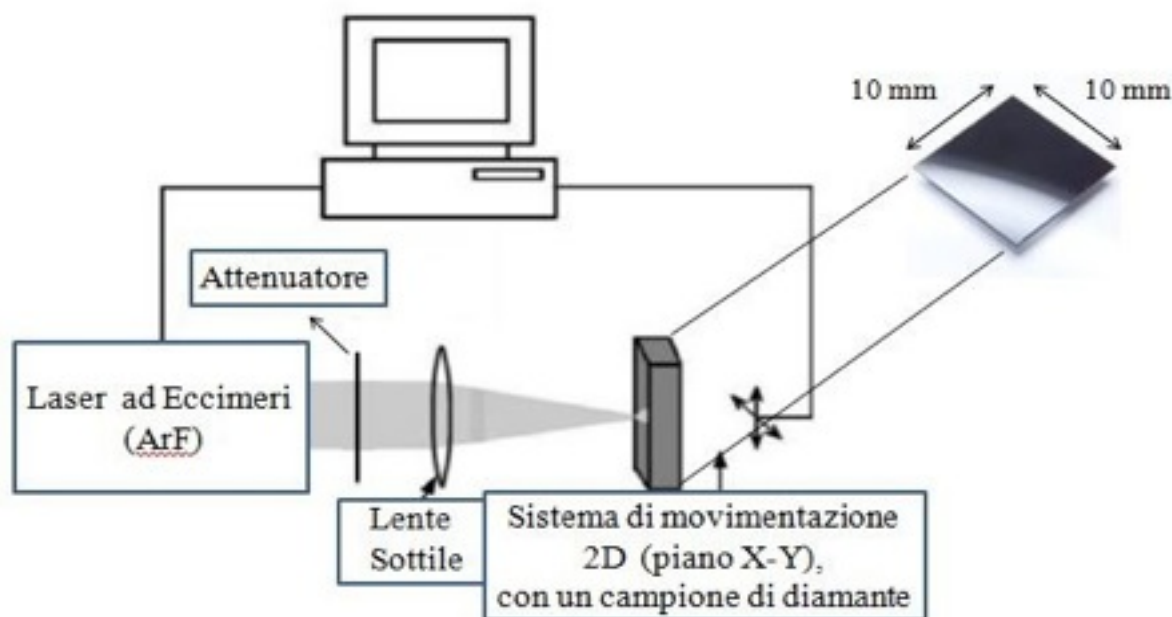 10 mm
10 mm
Attenuatore
Laser ad Eccimeri
(ArF)
Lente
Sottile
Sistema di movimentazione
2D (piano X-Y),
con un campione di diamante